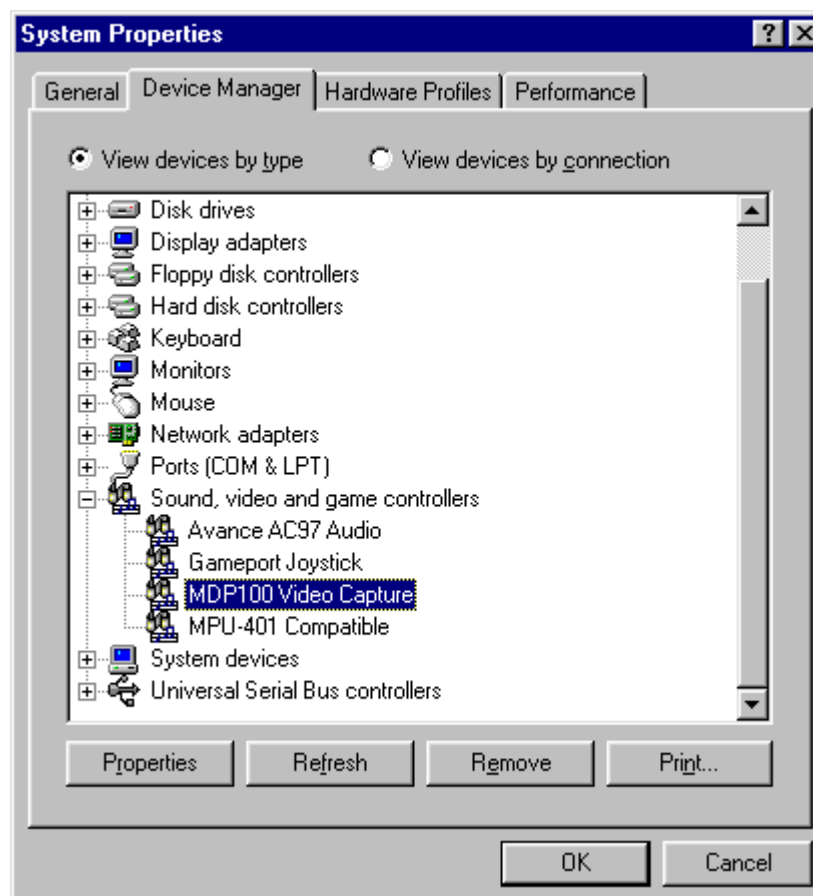 System Properties
General Device Manager Hardware Profiles Performance
View devices by type View devices by connection
Disk drives
Display adapters
Floppy disk controllers
Hard disk controllers
Keyboard
Monitors
Mouse
Network adapters
Ports (COM & LPT)
Sound, video and game controllers
Avance AC97 Audio
Gameport Joystick
MDP100 Video Capture
MPU-401 Compatible
System devices
Universal Serial Bus controllers
Properties Refresh Remove Print...
OK Cancel